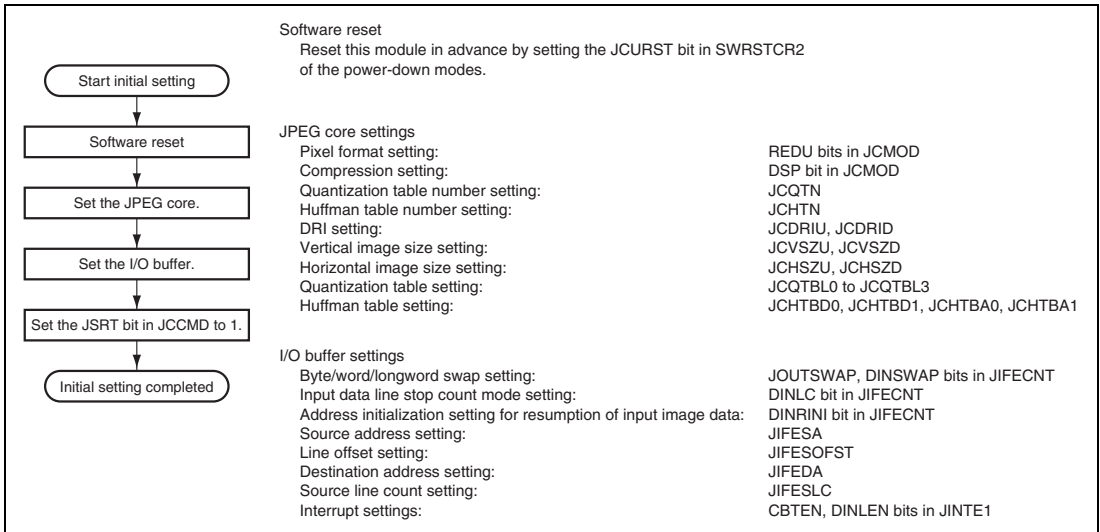 Start initial setting
Software reset
Set the JPEG core.
Set the I/O buffer.
Set the JSRT bit in JCCMD to 1.
Initial setting completed
Software reset
Reset this module in advance by setting the JCURST bit in SWRSTCR2
of the power-down modes.
JPEG core settings
Pixel format setting: REDU bits in JCMOD
Compression setting: DSP bit in JCMOD
Quantization table number setting: JCQTN
Huffman table number setting: JCHTN
DRI setting: JCDRIU, JCDRID
Vertical image size setting: JCVSZU, JCVSZD
Horizontal image size setting: JCHSZU, JCHSZD
Quantization table setting: JCQTBL0 to JCQTBL3
Huffman table setting: JCHTBD0, JCHTBD1, JCHTBA0, JCHTBA1
I/O buffer settings
Byte/word/longword swap setting: JOUTSWAP, DINSWAP bits in JIFECNT
Input data line stop count mode setting: DINLC bit in JIFECNT
Address initialization setting for resumption of input image data: DINRINI bit in JIFECNT
Source address setting: JIFESA
Line offset setting: JIFESOFST
Destination address setting: JIFEDA
Source line count setting: JIFESLC
Interrupt settings: CBTEN, DINLEN bits in JINTE1